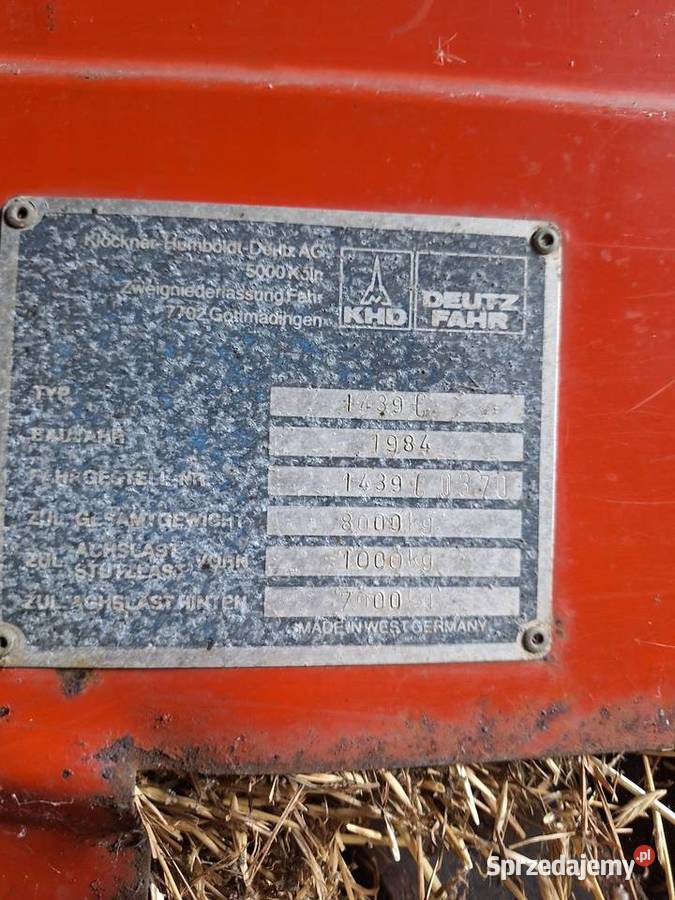 Klöckner-Humboldt-Deutz AG
5000 Köln
Zweigniederlassung Fahr
7702 Gottmadingen
KHD
DEUTZ
FAHR
TYP 1439 C
BAUJAHR 1984
FAHRGESTELL-NR. 1439 C 0370
ZUL. GESAMTGEWICHT 8000 kg
ZUL. ACHSLAST STÜTZLAST VORN 1000 kg
ZUL. ACHSLAST HINTEN 7000 kg
MADE IN WEST GERMANY
Sprzedajemy.pl